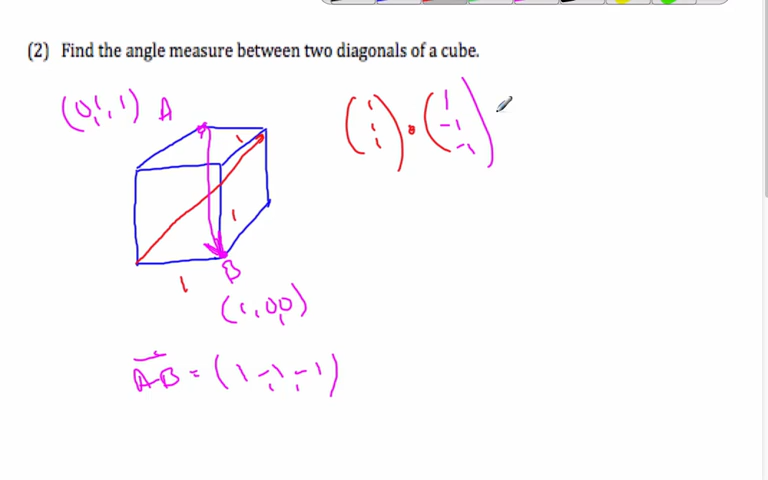 (2) Find the angle measure between two diagonals of a cube.
(0,1,1) A
(1 1 1) • (1 -1 -1)
1
1
1
B
(1,0,0)
AB = (1,-1,-1)